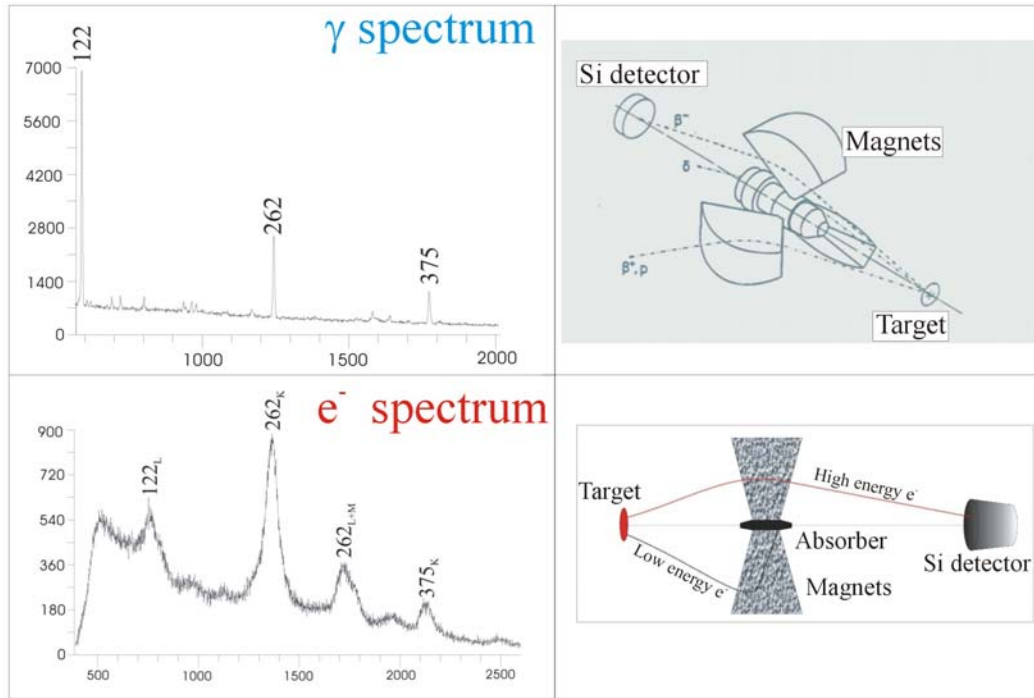 γ spectrum
122
7000
5600
4200
2800
1400
0
262
375
1000
1500
2000
Si detector
β⁻
Magnets
δ
β⁺,p
Target
e⁻ spectrum
900
720
540
360
180
0
122L
262K
262L+M
375K
500
1000
1500
2000
2500
Target
High energy e⁻
Absorber
Low energy e⁻
Magnets
Si detector